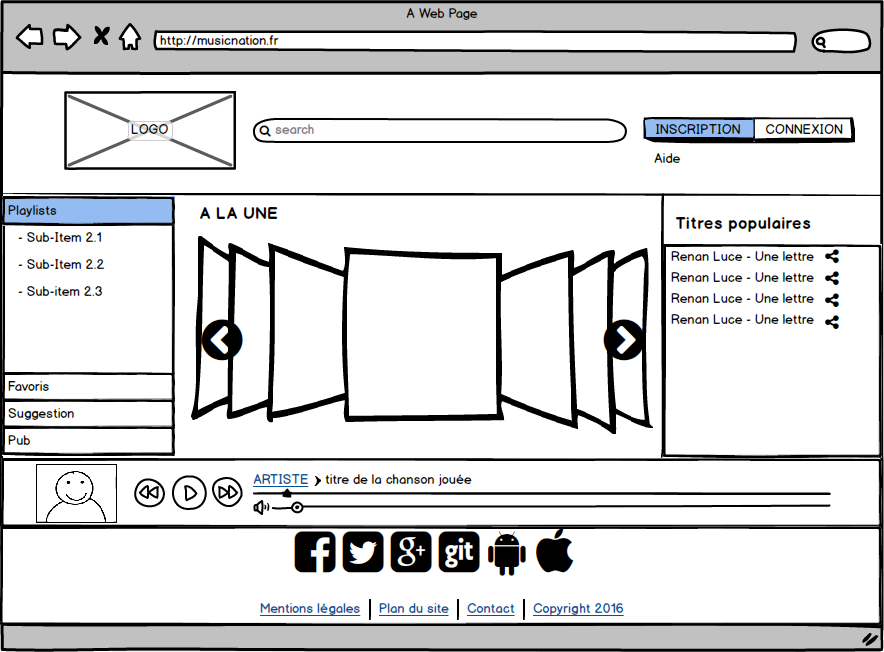 A Web Page
http://musicnation.fr
LOGO
search
INSCRIPTION CONNEXION
Aide
Playlists
- Sub-Item 2.1
- Sub-Item 2.2
- Sub-item 2.3
Favoris
Suggestion
Pub
A LA UNE
Titres populaires
Renan Luce - Une lettre
Renan Luce - Une lettre
Renan Luce - Une lettre
Renan Luce - Une lettre
ARTISTE titre de la chanson jouée
f g+ git
Mentions légales | Plan du site | Contact | Copyright 2016